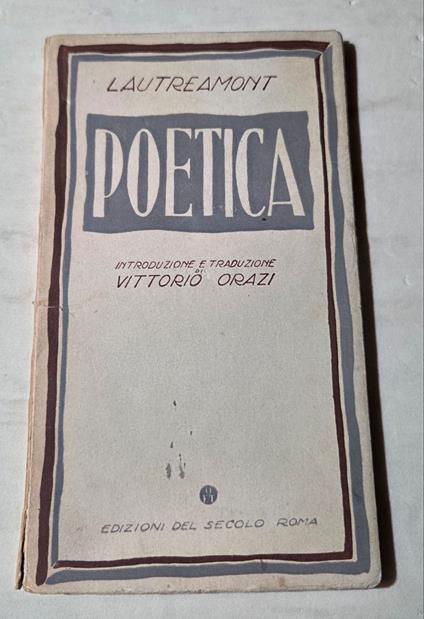 LAUTREAMONT
POETICA
INTRODUZIONE E TRADUZIONE
DI
VITTORIO ORAZI
EDIZIONI DEL SECOLO ROMA